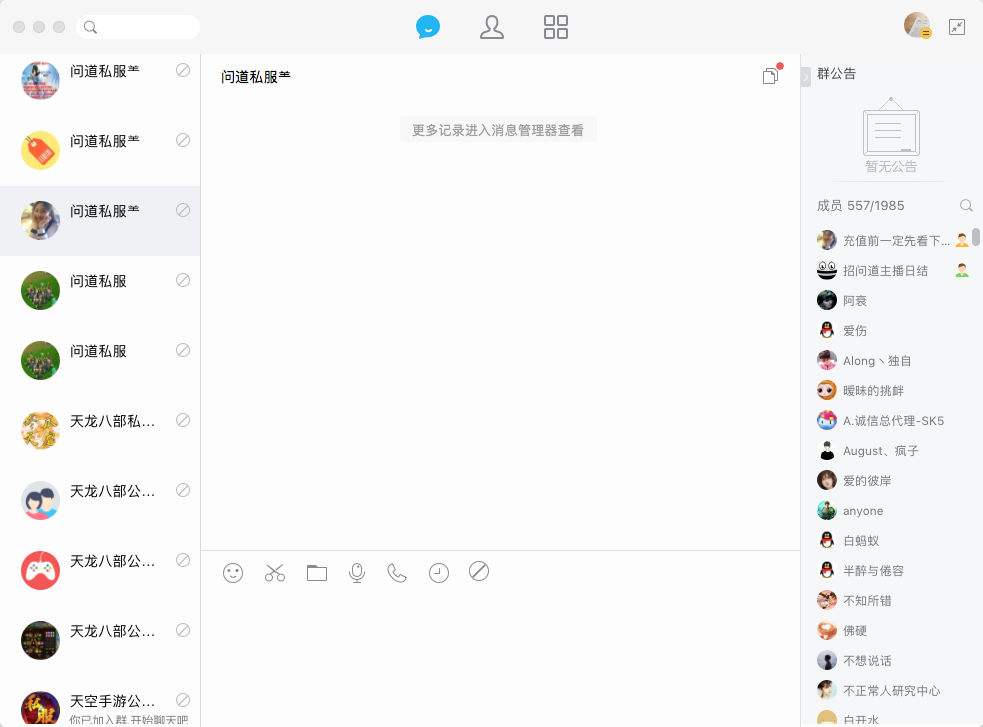 问道私服
问道私服
问道私服
问道私服
问道私服
天龙八部私...
天龙八部公...
天龙八部公...
天龙八部公...
天空手游公...
你已加入群,开始聊天吧
问道私服
更多记录进入消息管理器查看
群公告
暂无公告
成员 557/1985
充值前一定先看下...
招问道主播日结
阿衰
爱伤
Along丶独自
暧昧的挑衅
A.诚信总代理-SK5
August、疯子
爱的彼岸
anyone
白蚂蚁
半醉与倦容
不知所错
佛硬
不想说话
不正常人研究中心
白开水